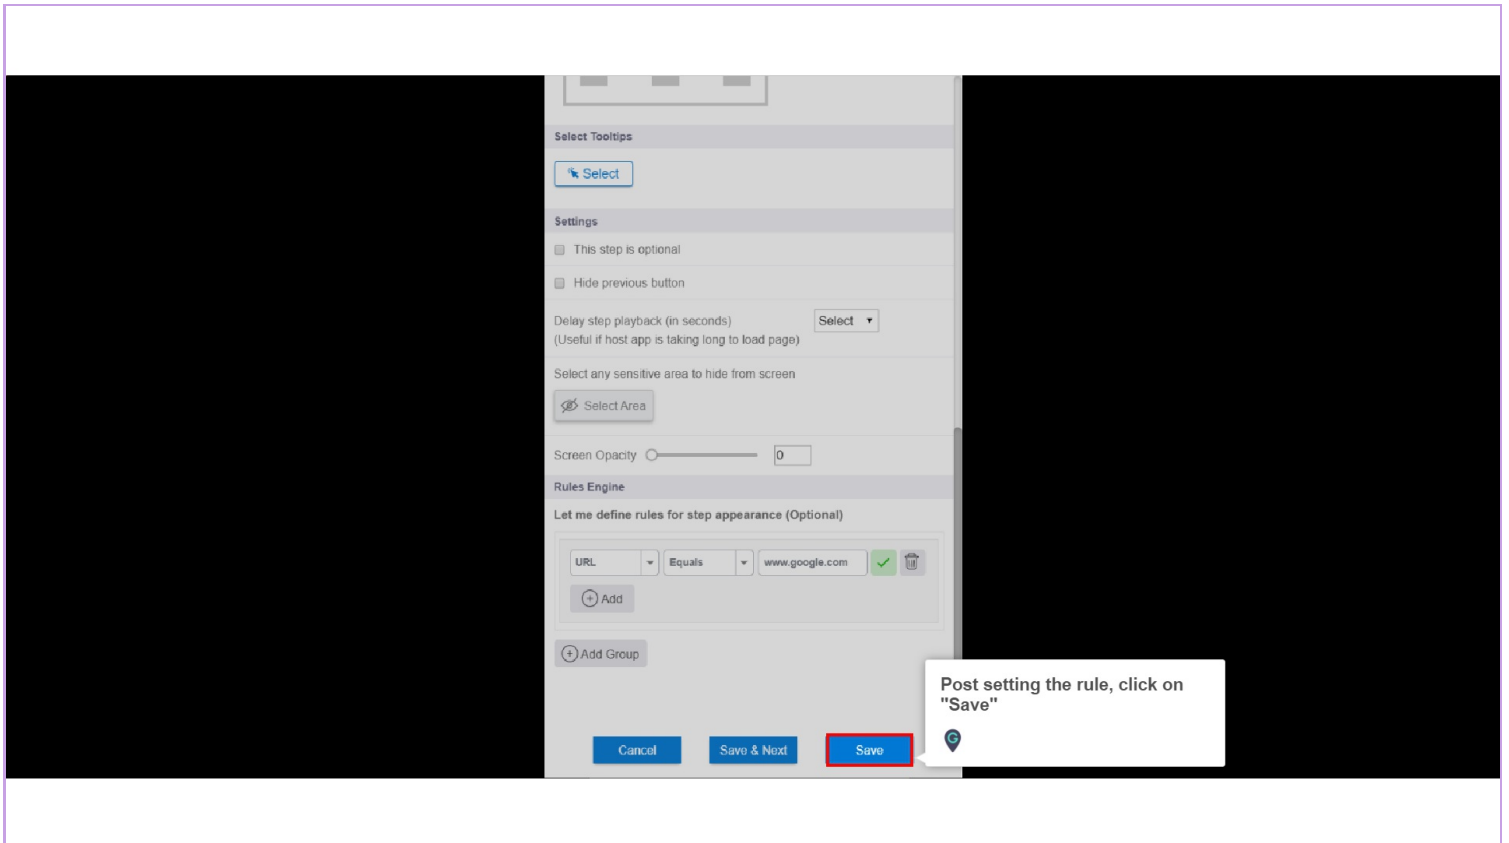 Select Tooltips
Select
Settings
This step is optional
Hide previous button
Delay step playback (in seconds)
Select
(Useful if host app is taking long to load page)
Select any sensitive area to hide from screen
Select Area
Screen Opacity
0
Rules Engine
Let me define rules for step appearance (Optional)
URL
Equals
www.google.com
Add
Add Group
Post setting the rule, click on
"Save"
G
Cancel
Save & Next
Save